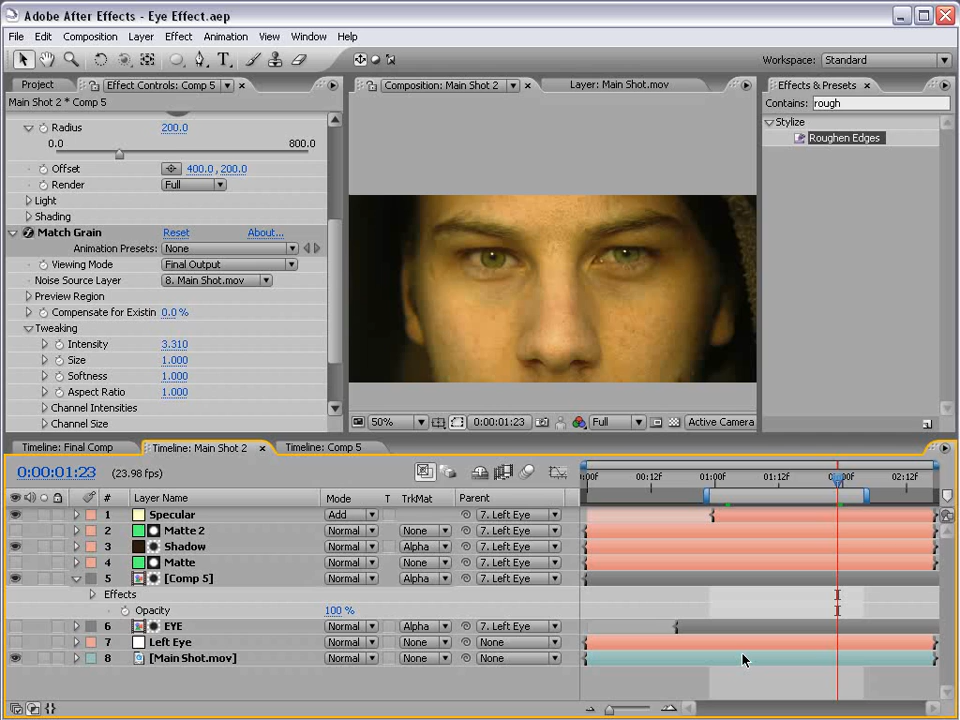 Adobe After Effects - Eye Effect.aep
File Edit Composition Layer Effect Animation View Window Help
T
Workspace: Standard
Project Effect Controls: Comp 5 Composition: Main Shot 2 Layer: Main Shot.mov Effects & Presets
Main Shot 2 * Comp 5
Contains: rough
Radius 200.0
Stylize
Roughen Edges
0.0 800.0
Offset 400.0, 200.0
Render Full
Light
Shading
Match Grain Reset About...
Animation Presets: None
Viewing Mode Final Output
Noise Source Layer 8. Main Shot.mov
Preview Region
Compensate for Existin 0.0 %
Tweaking
Intensity 3.310
Size 1.000
Softness 1.000
Aspect Ratio 1.000
Channel Intensities
Channel Size
50% 0:00:01:23 Full Active Camera
Timeline: Final Comp Timeline: Main Shot 2 Timeline: Comp 5
0:00:01:23 (23.98 fps)
:00f 00:12f 01:00f 01:12f 00f 02:12f
# Layer Name Mode T TrkMat Parent
1 Specular Add 7. Left Eye
2 Matte 2 Normal None 7. Left Eye
3 Shadow Normal Alpha 7. Left Eye
4 Matte Normal None 7. Left Eye
5 [Comp 5] Normal Alpha 7. Left Eye
Effects
Opacity 100 %
6 EYE Normal Alpha 7. Left Eye
7 Left Eye Normal None None
8 [Main Shot.mov] Normal None None